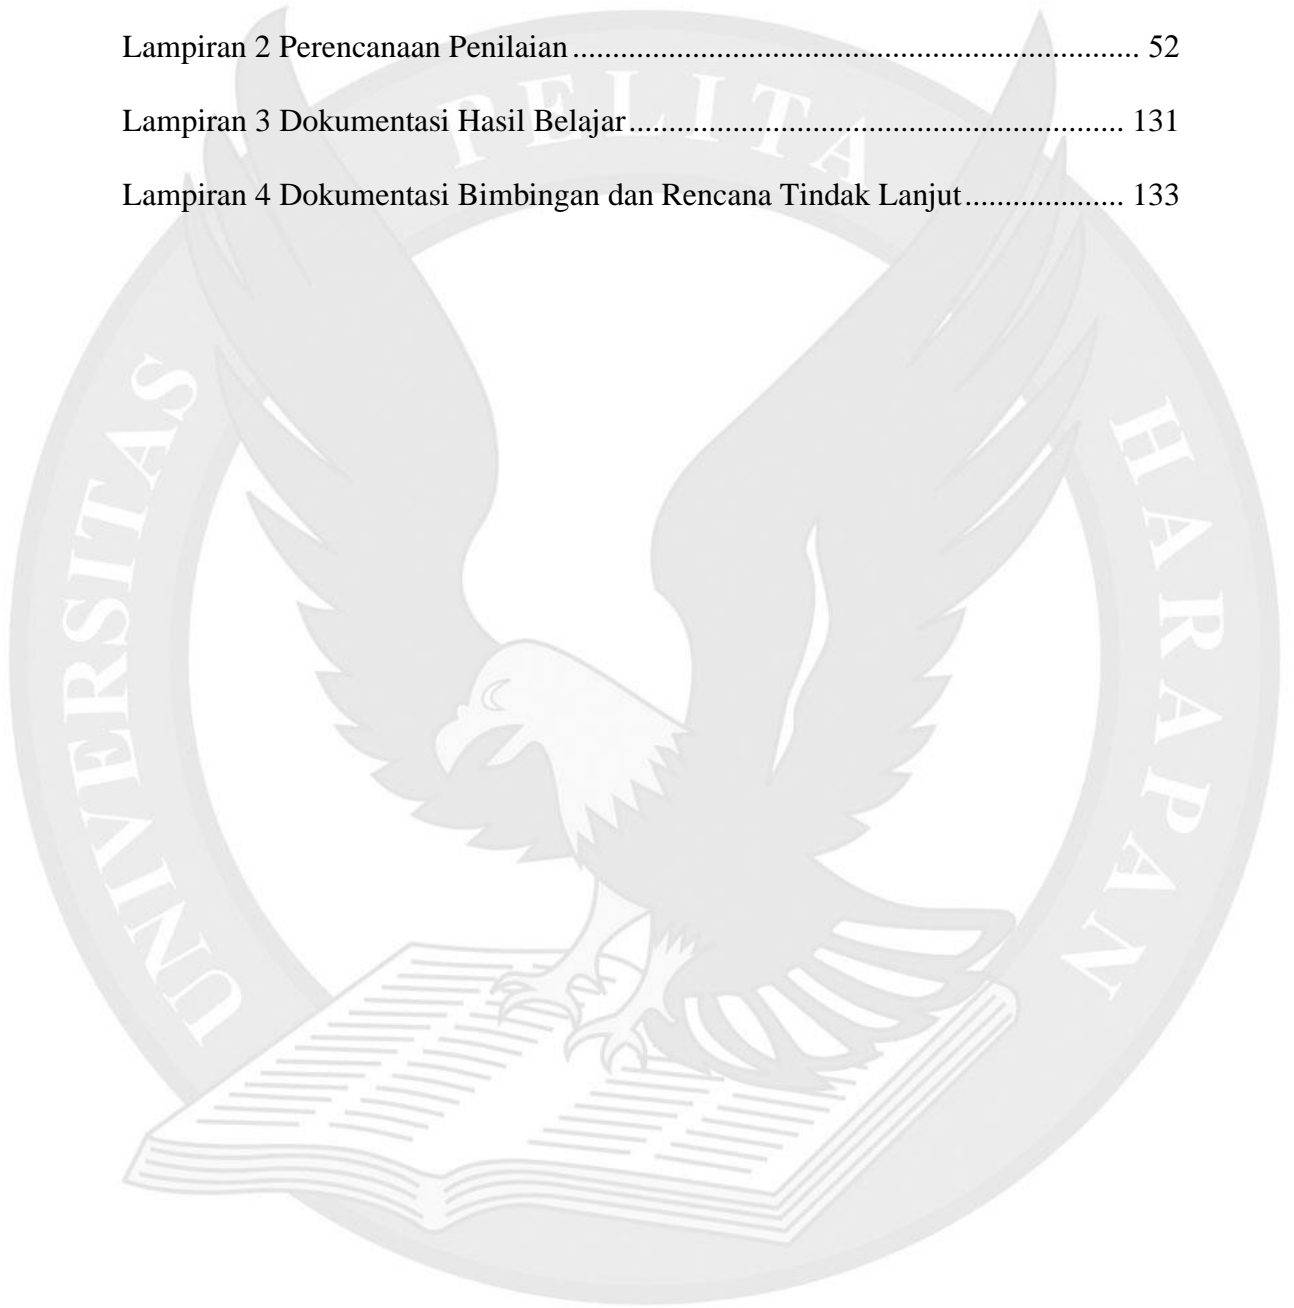 Lampiran 2 Perencanaan Penilaian ....................................................................... 52
Lampiran 3 Dokumentasi Hasil Belajar .............................................................. 131
Lampiran 4 Dokumentasi Bimbingan dan Rencana Tindak Lanjut .................... 133
UNIVERSITAS PELITA HARAPAN